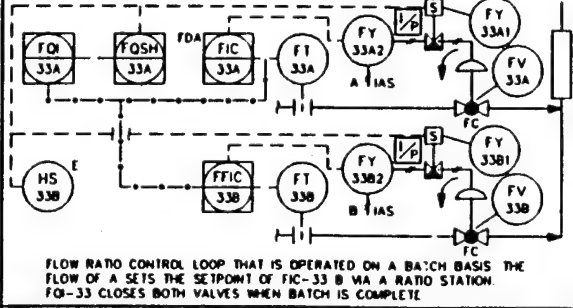 S
FY
33A1
I/P
FQI
33A
FQSH
33A
FDA
FIC
33A
FT
33A
FY
33A2
FV
33A
A IAS
FC
S
FY
33B1
I/P
HS
33B
E
FFIC
33B
FT
33B
FY
33B2
FV
33B
B IAS
FC
FLOW RATIO CONTROL LOOP THAT IS OPERATED ON A BATCH BASIS THE
FLOW OF A SETS THE SETPOINT OF FIC-33 B VIA A RATIO STATION.
FQI-33 CLOSES BOTH VALVES WHEN BATCH IS COMPLETE